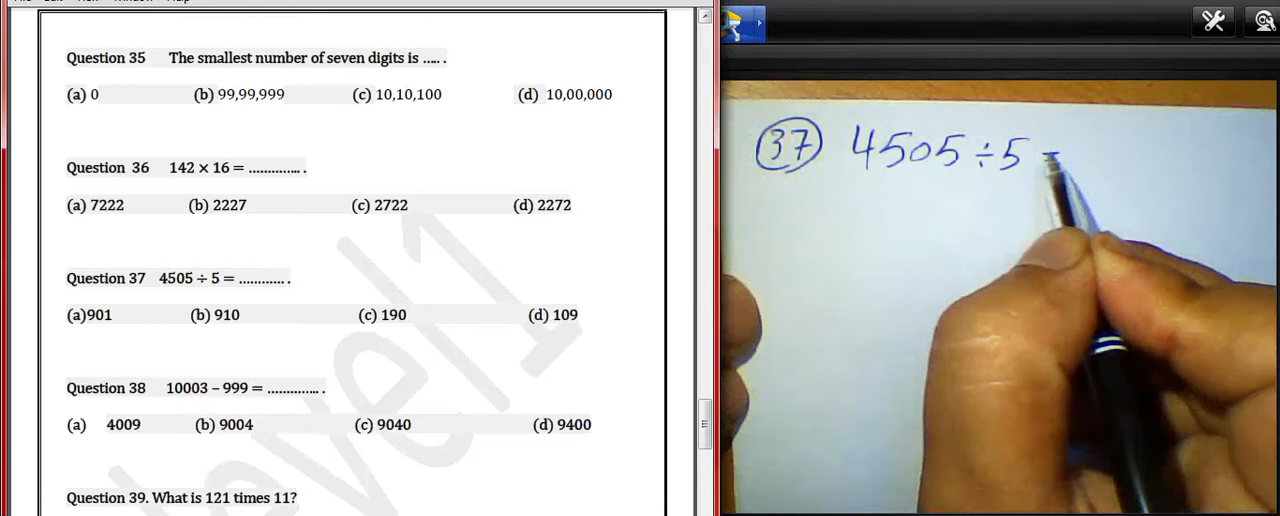 Question 35 The smallest number of seven digits is ..... .
(a) 0 (b) 99,99,999 (c) 10,10,100 (d) 10,00,000
Question 36 142 × 16 = .............. .
(a) 7222 (b) 2227 (c) 2722 (d) 2272
Question 37 4505 ÷ 5 = ............ .
(a)901 (b) 910 (c) 190 (d) 109
Question 38 10003 – 999 = .............. .
(a) 4009 (b) 9004 (c) 9040 (d) 9400
Question 39. What is 121 times 11?
level1
37 4505 ÷ 5 =